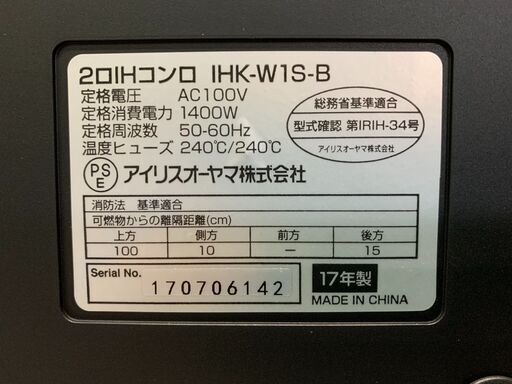 2口IHコンロ IHK-W1S-B
定格電圧 AC100V
定格消費電力 1400W
定格周波数 50-60Hz
温度ヒューズ 240℃/240℃
総務省基準適合
型式確認 第IRIH-34号
アイリスオーヤマ株式会社
PSE アイリスオーヤマ株式会社
消防法 基準適合
可燃物からの離隔距離(cm)
上方 側方 前方 後方
100 10 — 15
Serial No. 170706142
17年製
MADE IN CHINA